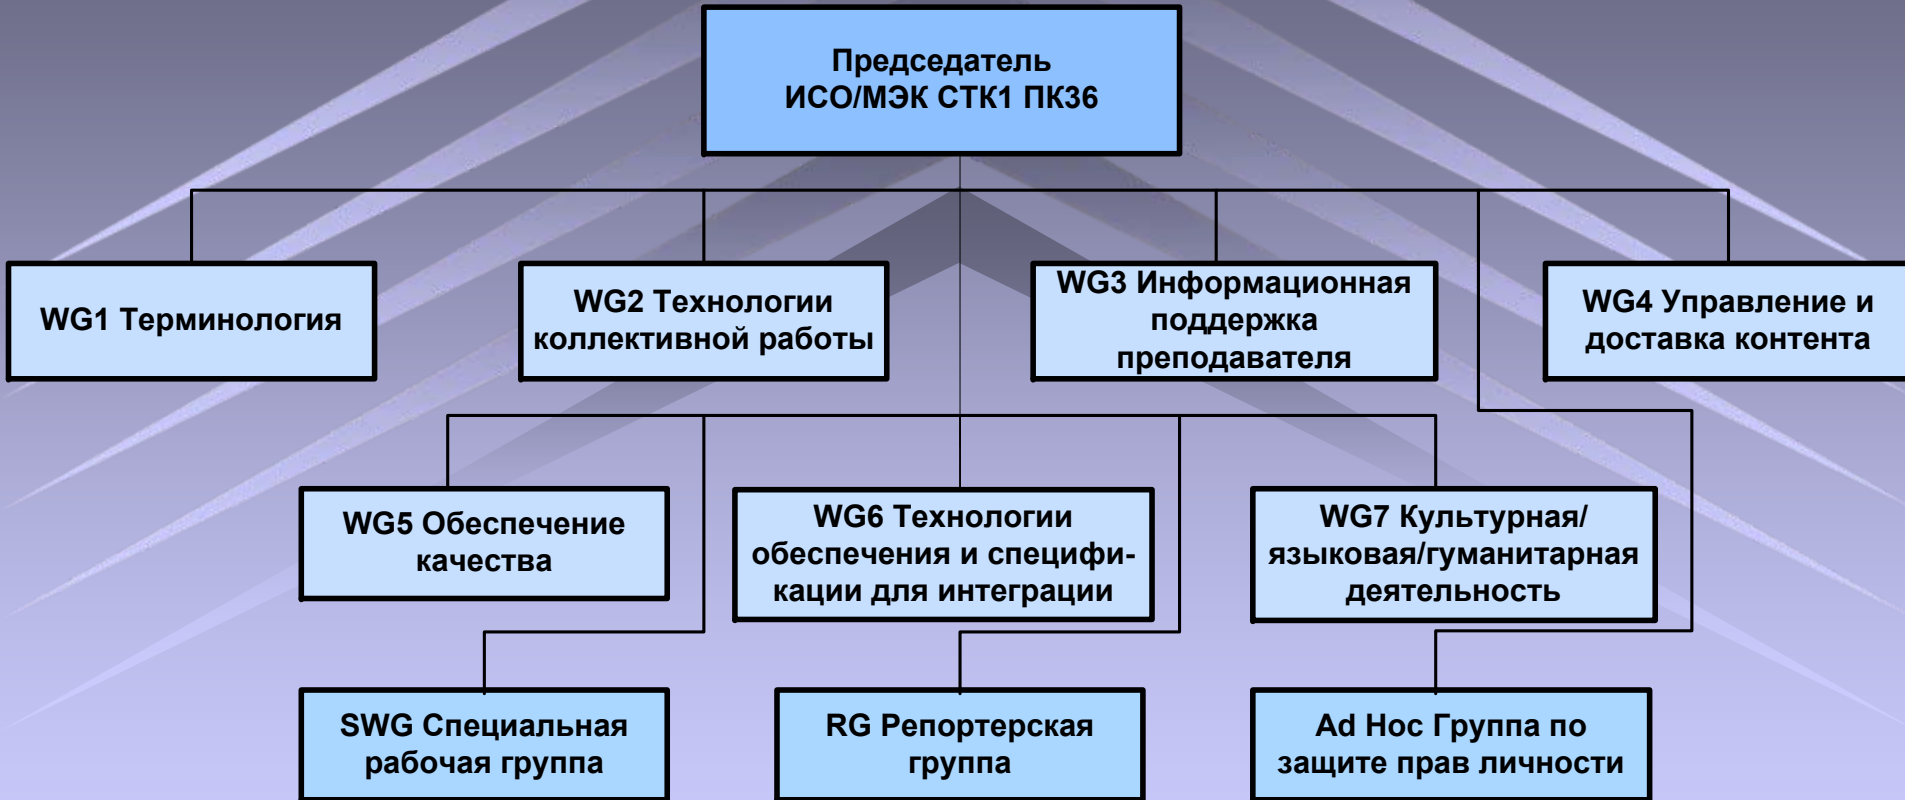 Председатель
ИСО/МЭК СТК1 ПК36
WG1 Терминология
WG2 Технологии
коллективной работы
WG3 Информационная
поддержка
преподавателя
WG4 Управление и
доставка контента
WG5 Обеспечение
качества
WG6 Технологии
обеспечения и специфи-
кации для интеграции
WG7 Культурная/
языковая/гуманитарная
деятельность
SWG Специальная
рабочая группа
RG Репортерская
группа
Ad Hoc Группа по
защите прав личности